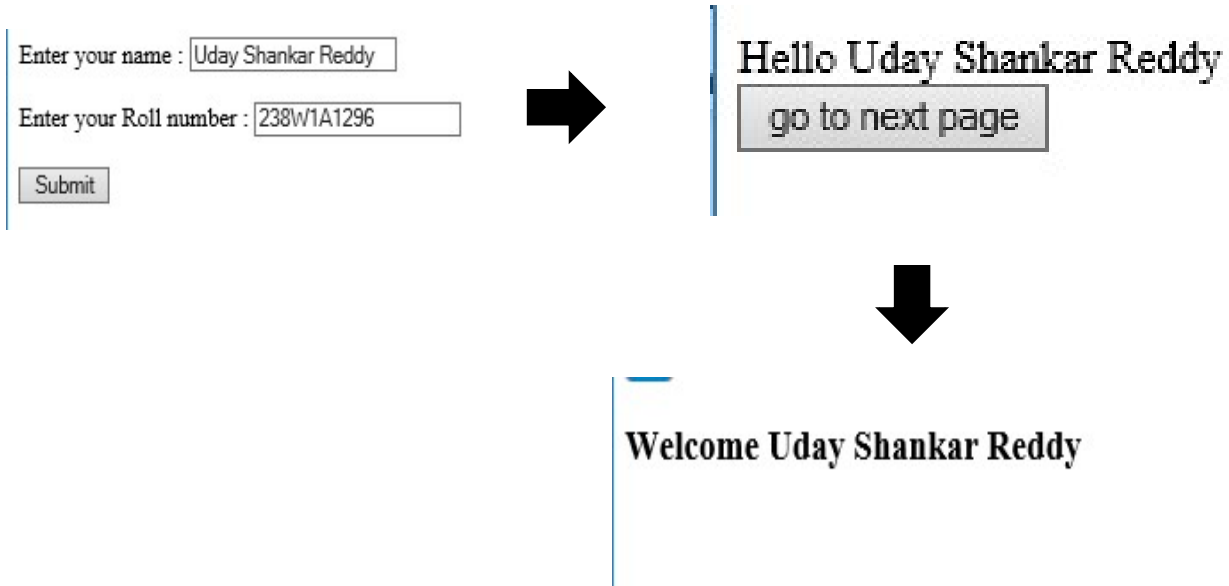 Enter your name : Uday Shankar Reddy
Enter your Roll number : 238W1A1296
Submit
Hello Uday Shankar Reddy
go to next page
Welcome Uday Shankar Reddy